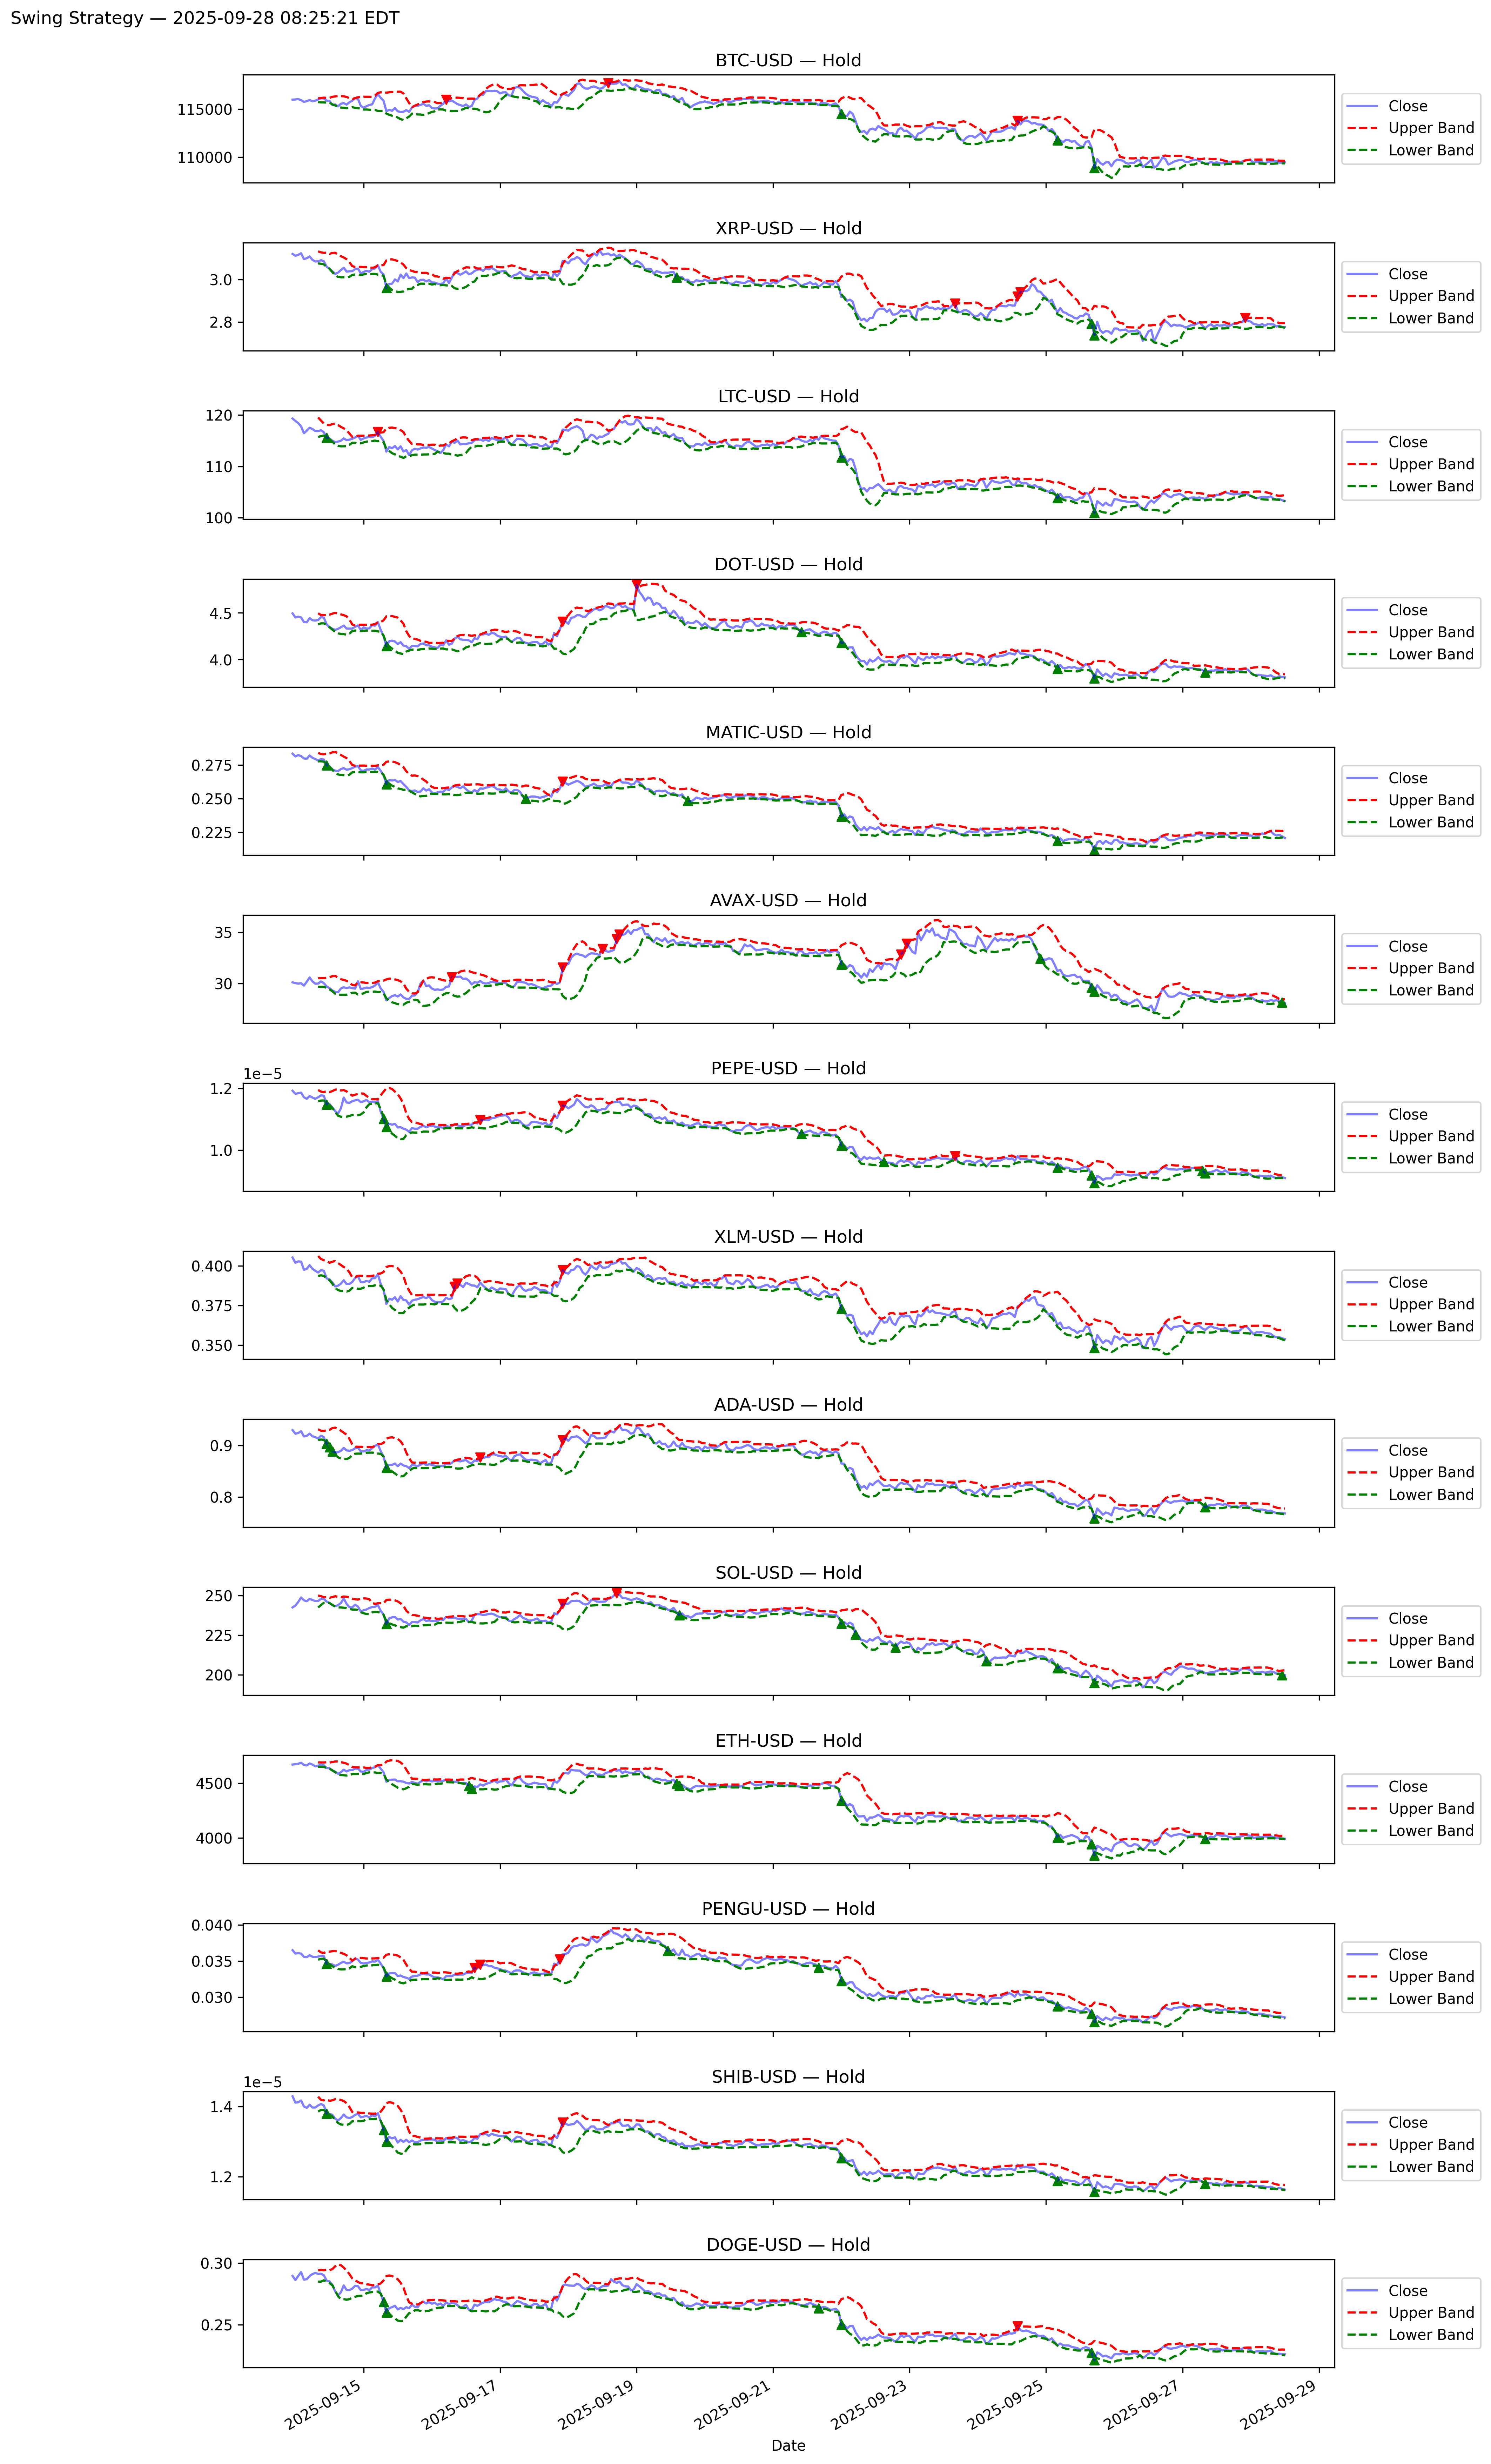 Swing Strategy — 2025-09-28 08:25:21 EDT
BTC-USD — Hold
115000
110000
Close
Upper Band
Lower Band
XRP-USD — Hold
3.0
2.8
Close
Upper Band
Lower Band
LTC-USD — Hold
120
110
100
Close
Upper Band
Lower Band
DOT-USD — Hold
4.5
4.0
Close
Upper Band
Lower Band
MATIC-USD — Hold
0.275
0.250
0.225
Close
Upper Band
Lower Band
AVAX-USD — Hold
35
30
Close
Upper Band
Lower Band
PEPE-USD — Hold
1e−5
1.2
1.0
Close
Upper Band
Lower Band
XLM-USD — Hold
0.400
0.375
0.350
Close
Upper Band
Lower Band
ADA-USD — Hold
0.9
0.8
Close
Upper Band
Lower Band
SOL-USD — Hold
250
225
200
Close
Upper Band
Lower Band
ETH-USD — Hold
4500
4000
Close
Upper Band
Lower Band
PENGU-USD — Hold
0.040
0.035
0.030
Close
Upper Band
Lower Band
SHIB-USD — Hold
1e−5
1.4
1.2
Close
Upper Band
Lower Band
DOGE-USD — Hold
0.30
0.25
Close
Upper Band
Lower Band
2025-09-15
2025-09-17
2025-09-19
2025-09-21
2025-09-23
2025-09-25
2025-09-27
2025-09-29
Date